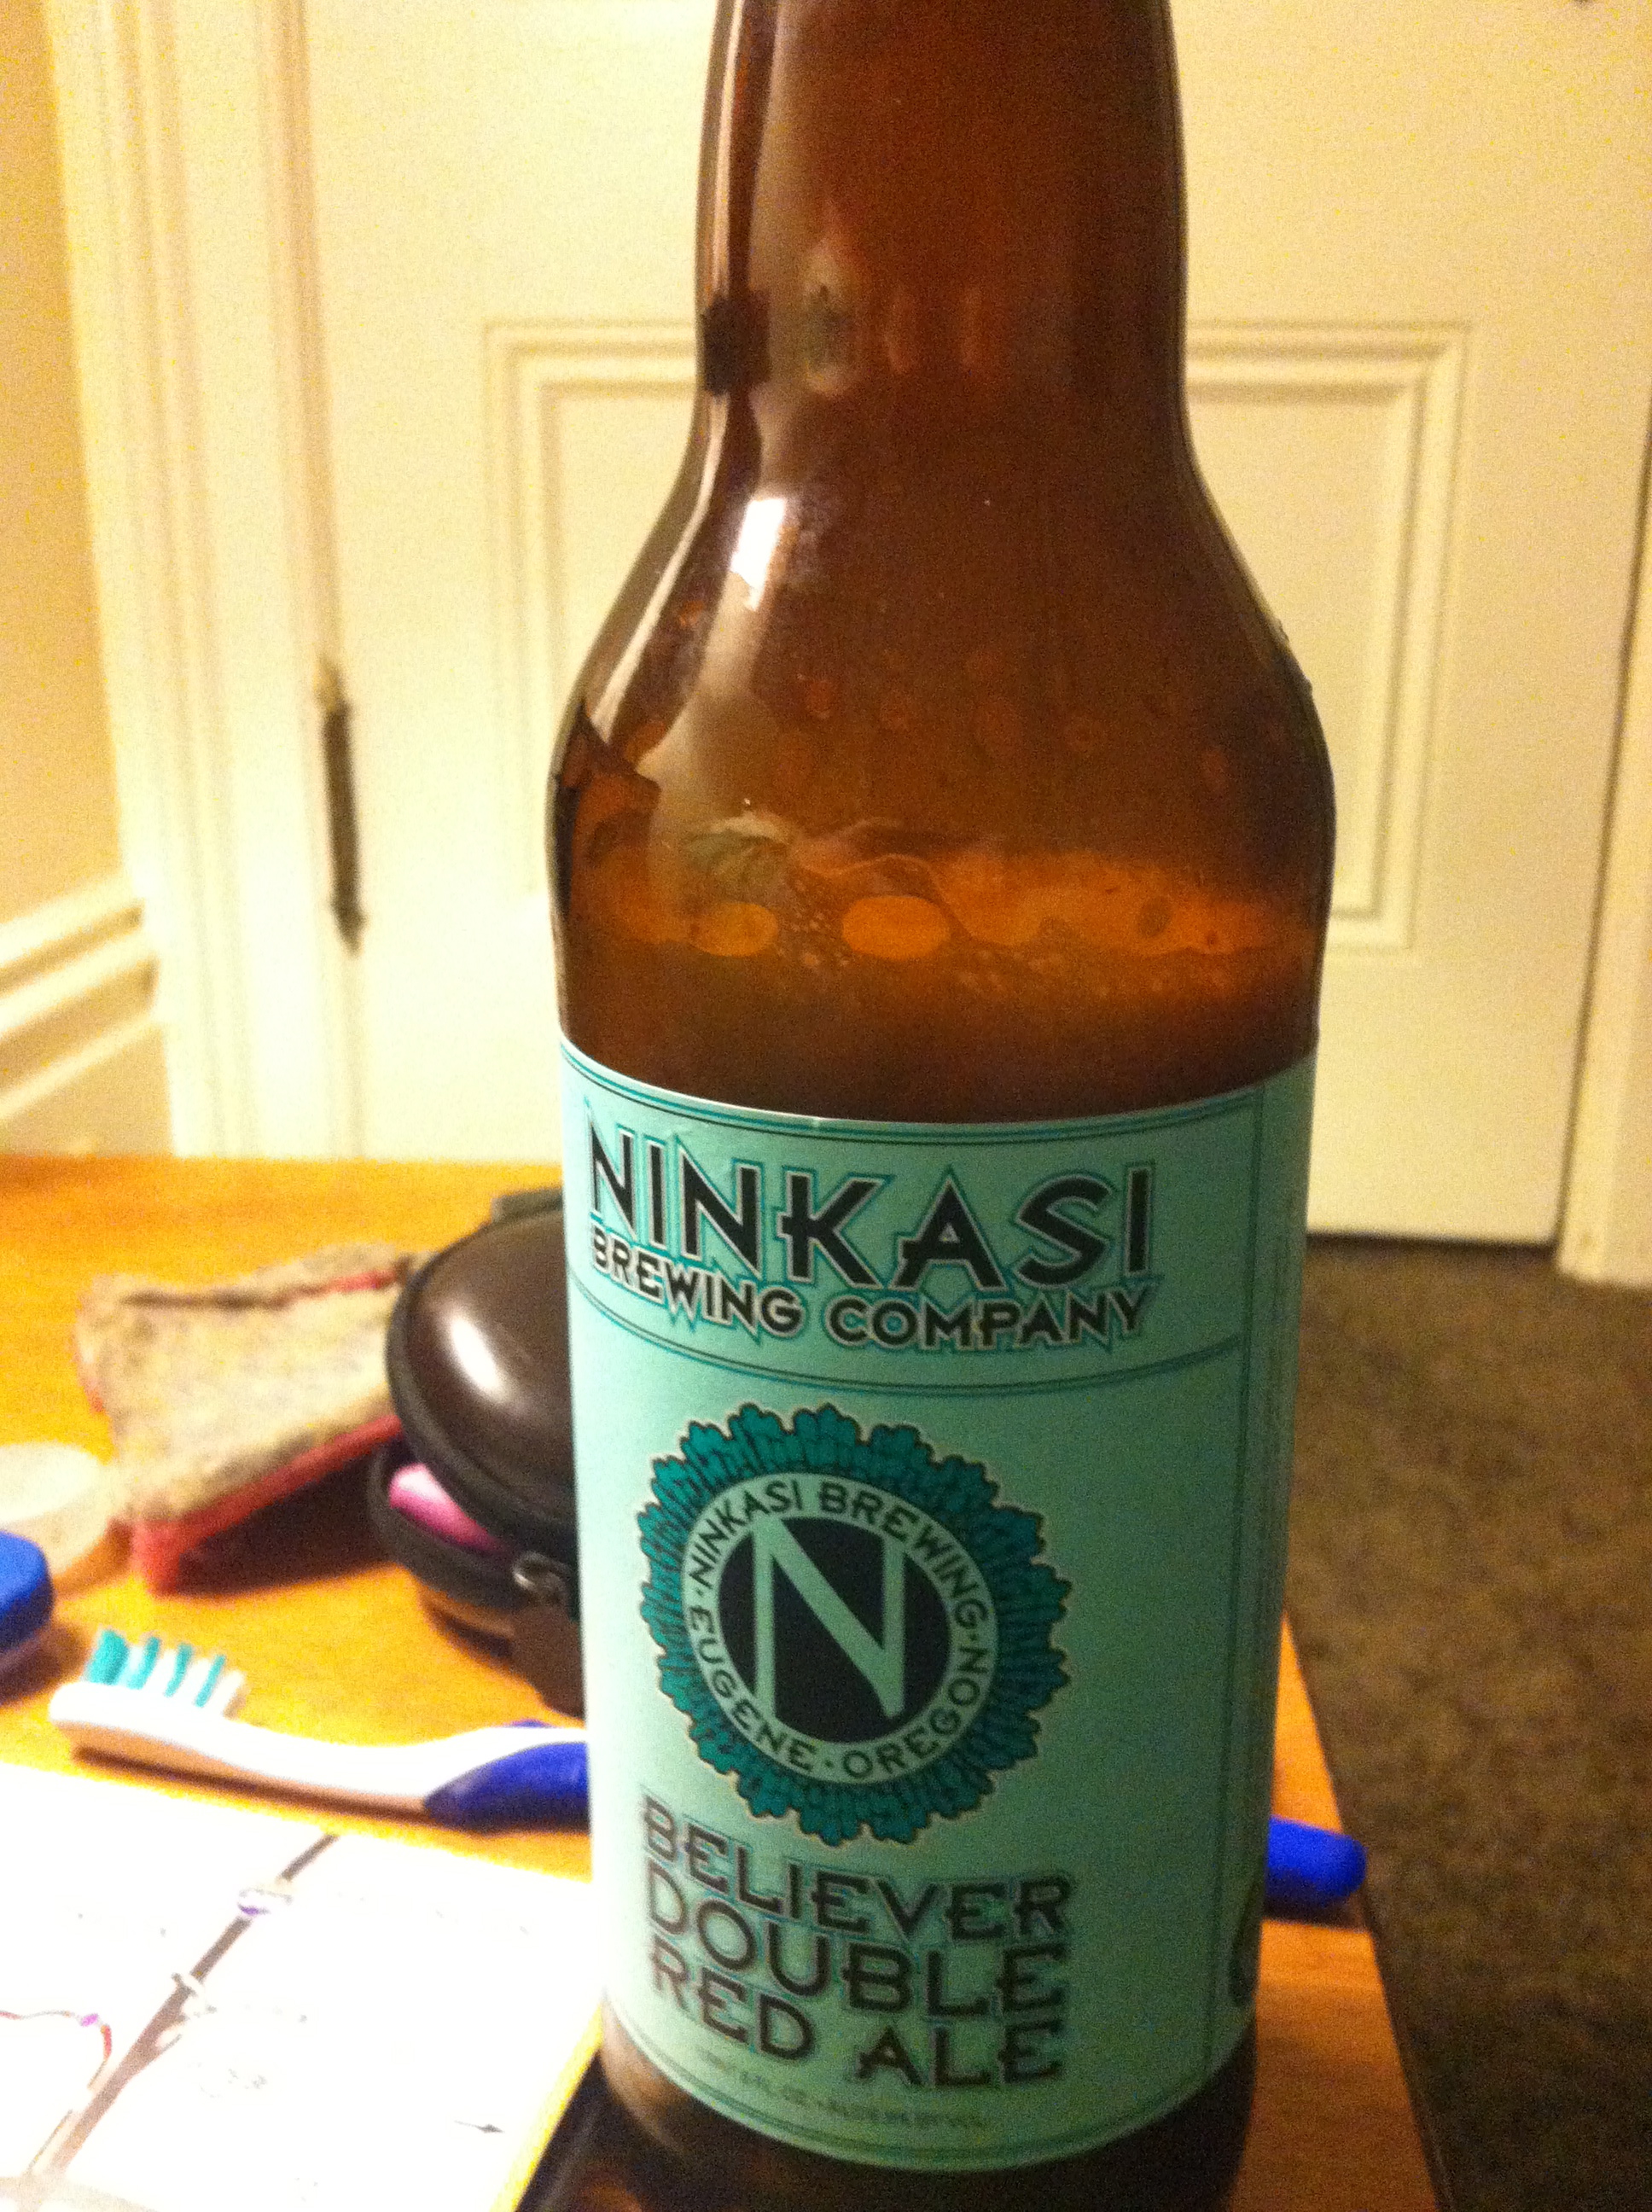 NINKASI
BREWING COMPANY
· NINKASI BREWING ·
EUGENE · OREGON
N
BELIEVER
DOUBLE
RED ALE